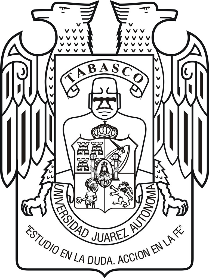 TABASCO
UNIVERSIDAD JUAREZ AUTONOMA
ESTUDIO EN LA DUDA. ACCION EN LA FE